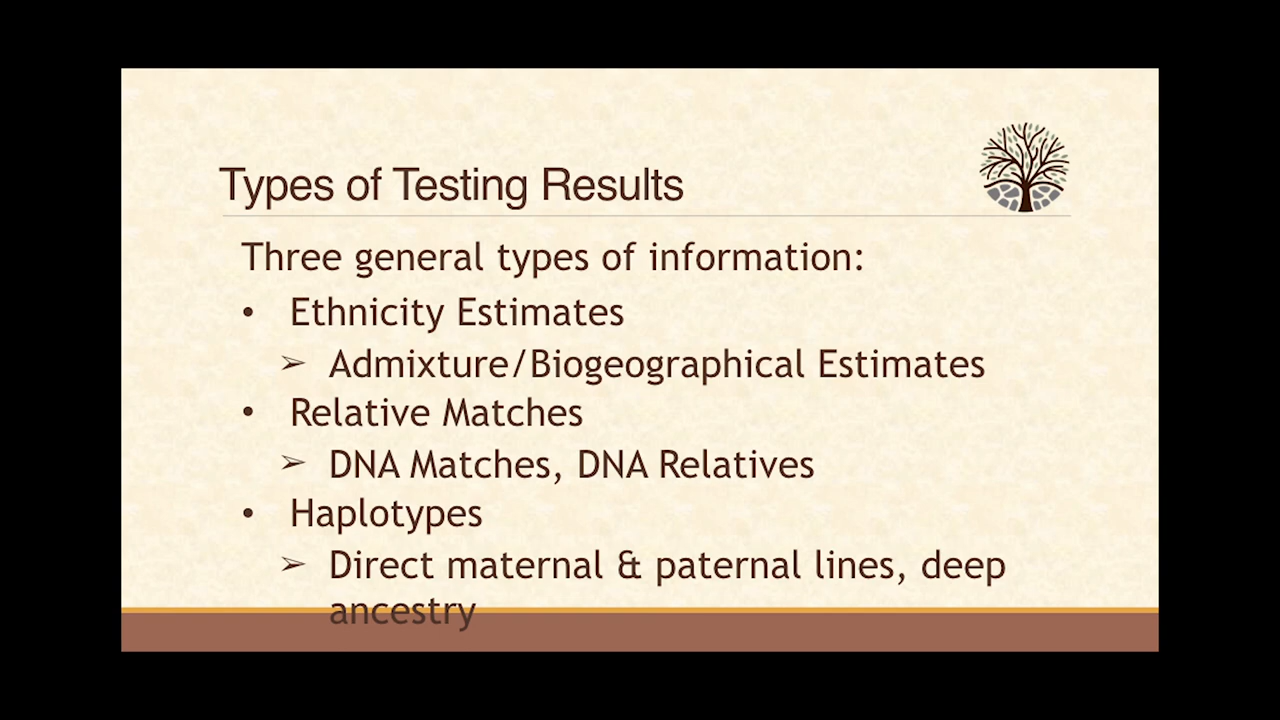 Types of Testing Results
Three general types of information:
• Ethnicity Estimates
➢ Admixture/Biogeographical Estimates
• Relative Matches
➢ DNA Matches, DNA Relatives
• Haplotypes
➢ Direct maternal & paternal lines, deep
ancestry